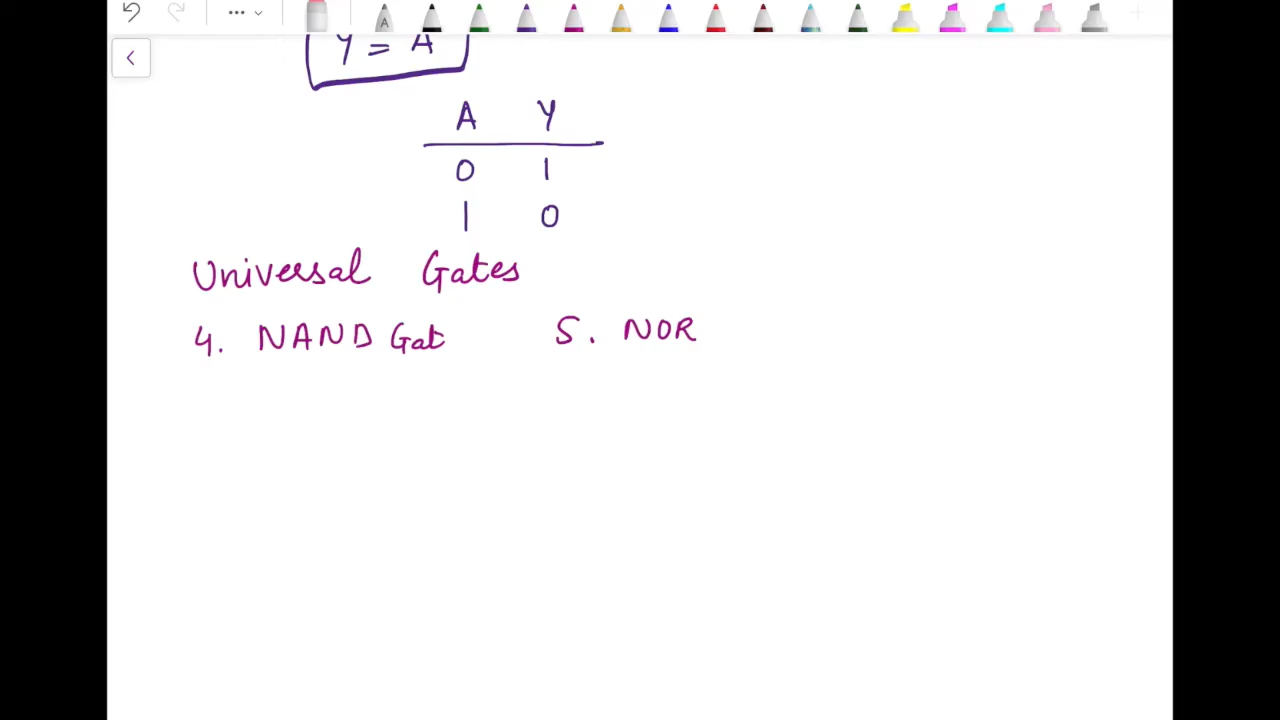 Y = A
A Y
0 1
1 0
Universal Gates
4. NAND Gat 5. NOR